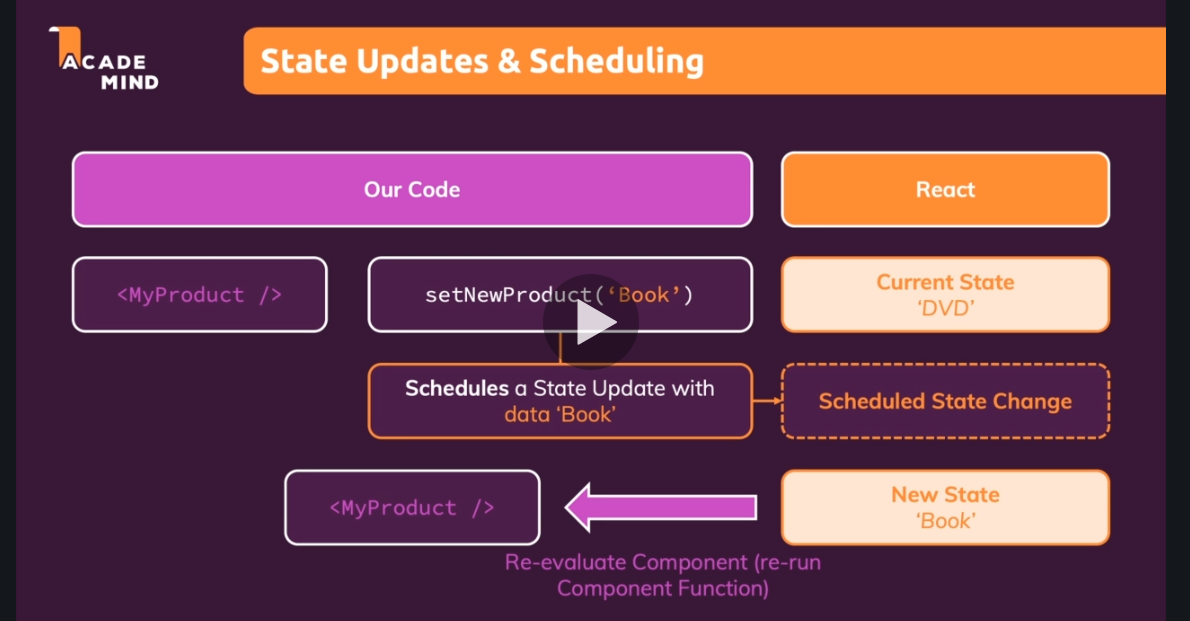 ACADE
MIND
State Updates & Scheduling
Our Code
React
<MyProduct />
setNewProduct(‘Book’)
Current State
‘DVD’
Schedules a State Update with
data ‘Book’
Scheduled State Change
<MyProduct />
New State
‘Book’
Re-evaluate Component (re-run
Component Function)